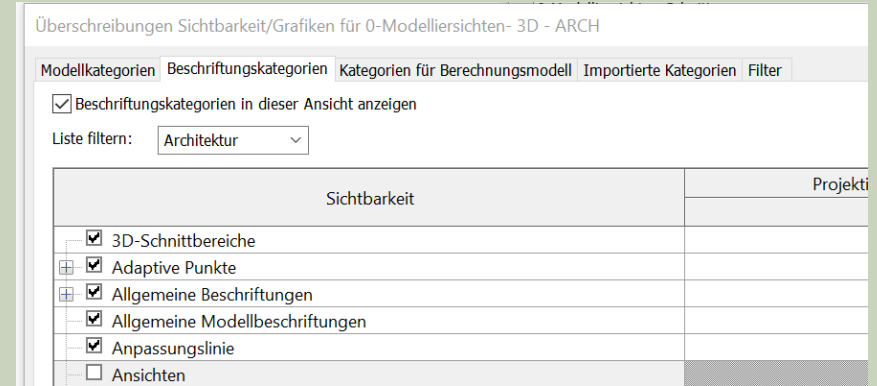 Überschreibungen Sichtbarkeit/Grafiken für 0-Modelliersichten- 3D - ARCH
Modellkategorien Beschriftungskategorien Kategorien für Berechnungsmodell Importierte Kategorien Filter
Beschriftungskategorien in dieser Ansicht anzeigen
Liste filtern: Architektur
Sichtbarkeit Projekti
3D-Schnittbereiche
Adaptive Punkte
Allgemeine Beschriftungen
Allgemeine Modellbeschriftungen
Anpassungslinie
Ansichten